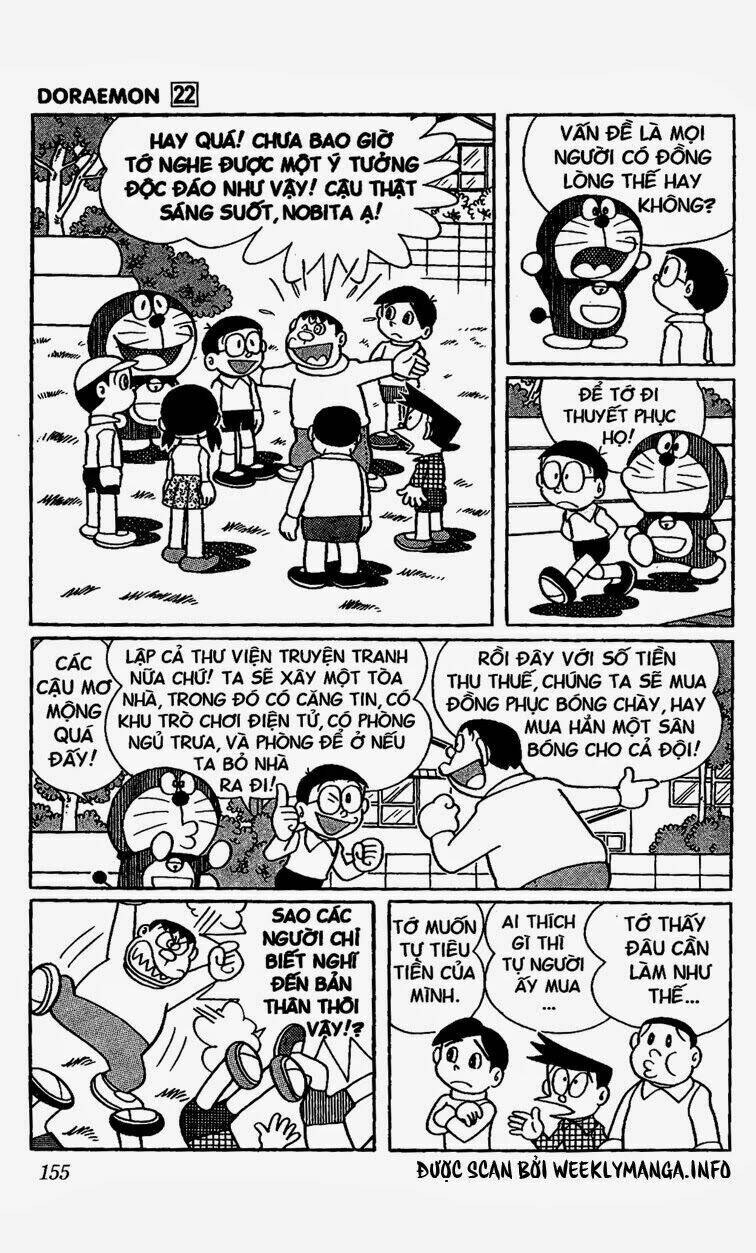 DORAEMON 22
VẤN ĐỀ LÀ MỌI
NGƯỜI CÓ ĐỒNG
LÒNG THẾ HAY
KHÔNG?
ĐỂ TỚ ĐI
THUYẾT PHỤC
HỌ!
HAY QUÁ! CHƯA BAO GIỜ
TỚ NGHE ĐƯỢC MỘT Ý TƯỞNG
ĐỘC ĐÁO NHƯ VẬY! CẬU THẬT
SÁNG SUỐT, NOBITA Ạ!
RỒI ĐÂY VỚI SỐ TIỀN
THU THUẾ, CHÚNG TA SẼ MUA
ĐỒNG PHỤC BÓNG CHÀY, HAY
MUA HẲN MỘT SÂN
BÓNG CHO CẢ ĐỘI!
LẬP CẢ THƯ VIỆN TRUYỆN TRANH
NỮA CHỨ! TA SẼ XÂY MỘT TÒA
NHÀ, TRONG ĐÓ CÓ CĂNG TIN, CÓ
KHU TRÒ CHƠI ĐIỆN TỬ, CÓ PHÒNG
NGỦ TRƯA, VÀ PHÒNG ĐỂ Ở NẾU
TA BỎ NHÀ
RA ĐI!
CÁC
CẬU MƠ
MỘNG
QUÁ
ĐẤY!
TỚ THẤY
ĐÂU CẦN
LÀM NHƯ
THẾ...
AI THÍCH
GÌ THÌ
TỰ NGƯỜI
ẤY MUA
...
TỚ MUỐN
TỰ TIÊU
TIỀN CỦA
MÌNH.
SAO CÁC
NGƯỜI CHỈ
BIẾT NGHĨ
ĐẾN BẢN
THÂN THÔI
VẬY!?
155
ĐƯỢC SCAN BỞI WEEKLYMANGA.INFO